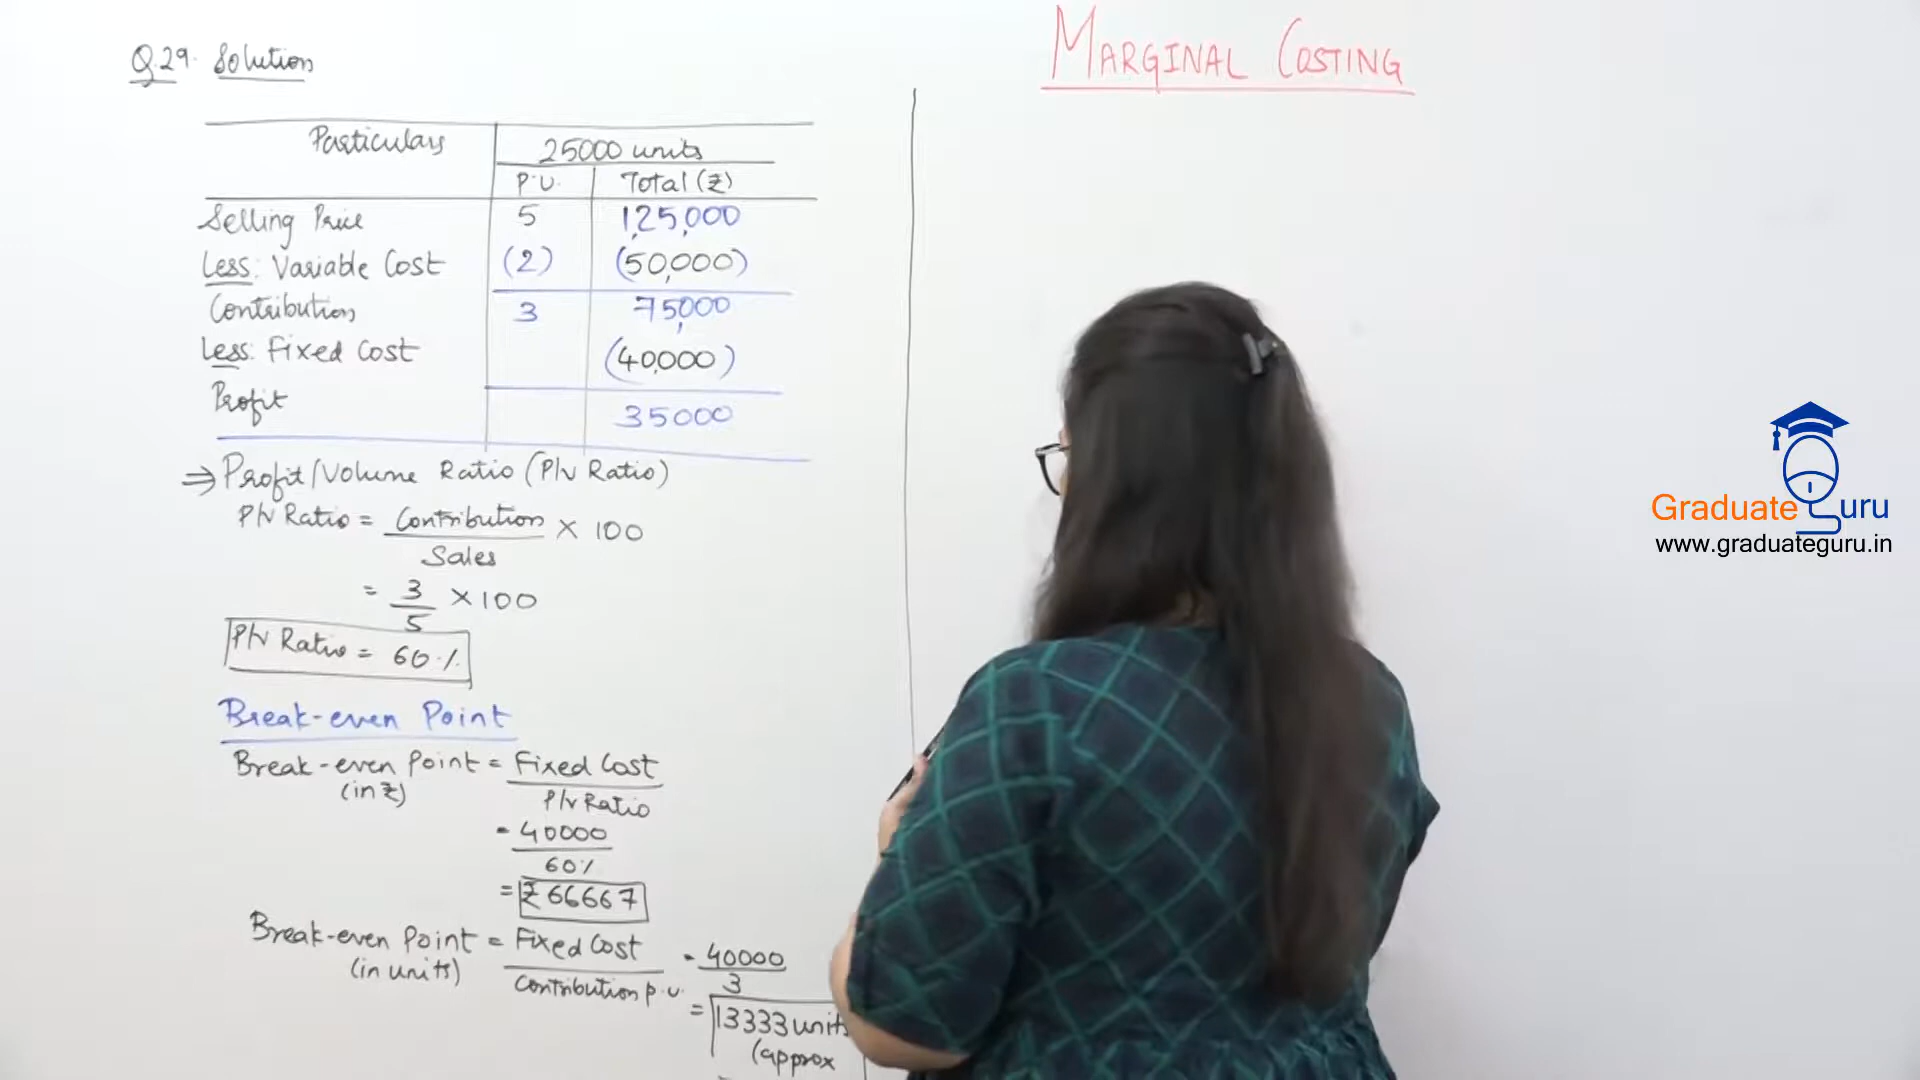 Q.29. Solution
MARGINAL COSTING
Particulars
25000 units
P.U. Total (₹)
Selling Price 5 1,25,000
Less: Variable Cost (2) (50,000)
Contribution 3 75,000
Less: Fixed Cost (40,000)
Profit 35000
⇒ Profit/Volume Ratio (P/V Ratio)
P/V Ratio = Contribution × 100
Sales
= 3 × 100
5
P/V Ratio = 60%
Break-even Point
Break-even Point = Fixed Cost
(in ₹) P/V Ratio
= 40000
60%
= ₹ 66667
Break-even Point = Fixed Cost = 40000
(in units) Contribution p.u. 3
= 13333 units
(approx
Graduate Guru
www.graduateguru.in